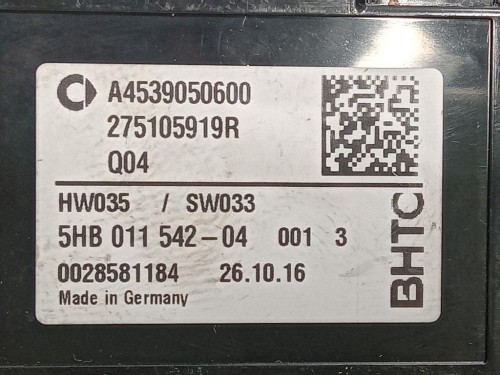 A4539050600
275105919R
Q04
HW035 / SW033
5HB 011 542-04 001 3
0028581184 26.10.16
Made in Germany
BHTC